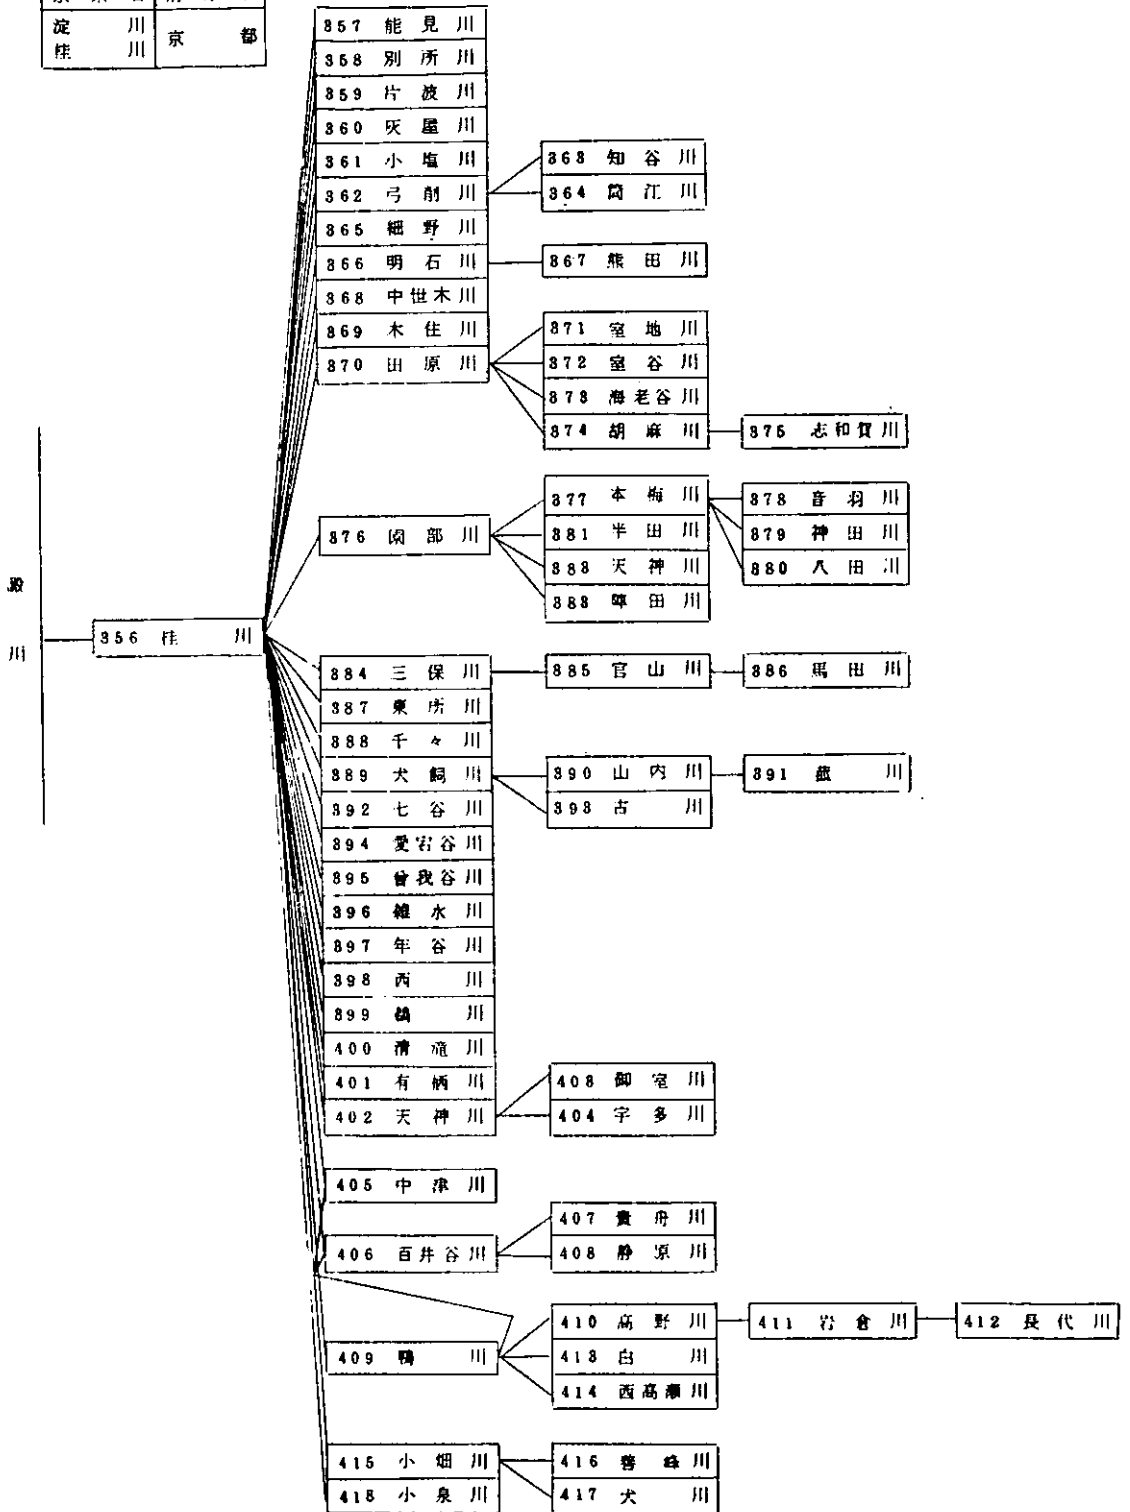 淀 川
桂 川
京 都
357 能見川
358 別所川
359 片波川
360 灰屋川
361 小塩川
362 弓削川
363 知谷川
364 筒江川
365 細野川
366 明石川
367 熊田川
368 中世木川
369 木住川
370 田原川
371 室地川
372 室谷川
373 海老谷川
374 胡麻川
375 志和賀川
376 園部川
377 本梅川
378 音羽川
379 神田川
380 八田川
381 半田川
383 天神川
383 陣田川
淀川
356 桂 川
384 三保川
385 官山川
386 馬田川
387 東所川
388 千々川
389 犬飼川
390 山内川
391 法 川
392 七谷川
393 古 川
394 愛宕谷川
395 曾我谷川
396 雑水川
397 年谷川
398 西 川
399 鵜 川
400 清滝川
401 有栖川
402 天神川
403 御室川
404 宇多川
405 中津川
406 百井谷川
407 貴舟川
408 静原川
409 鴨 川
410 高野川
411 岩倉川
412 長代川
413 白 川
414 西高瀬川
415 小畑川
416 善峰川
417 犬 川
418 小泉川